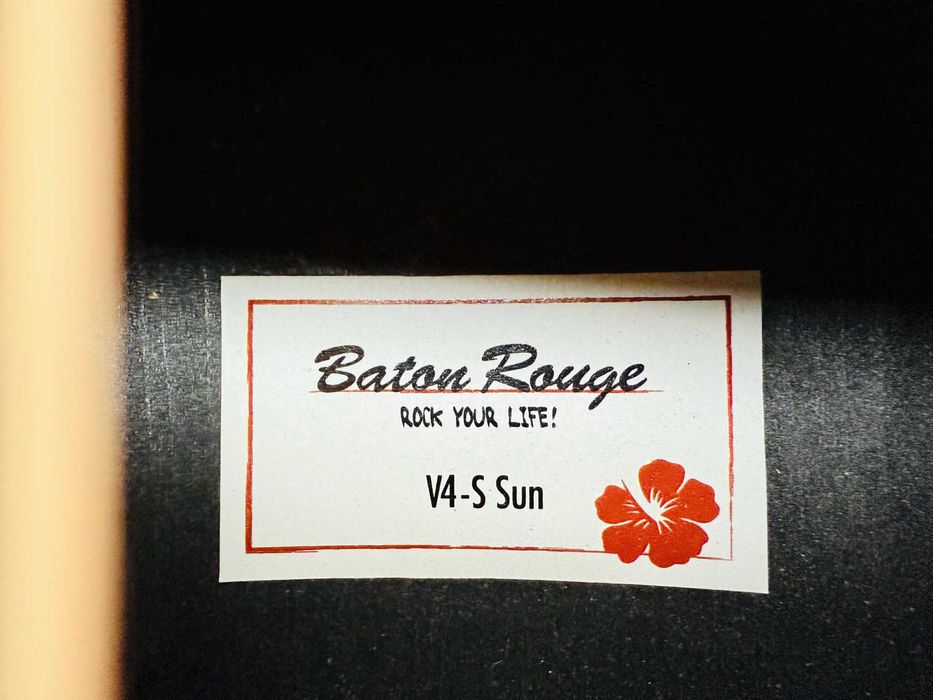 Baton Rouge
ROCK YOUR LIFE!
V4-S Sun